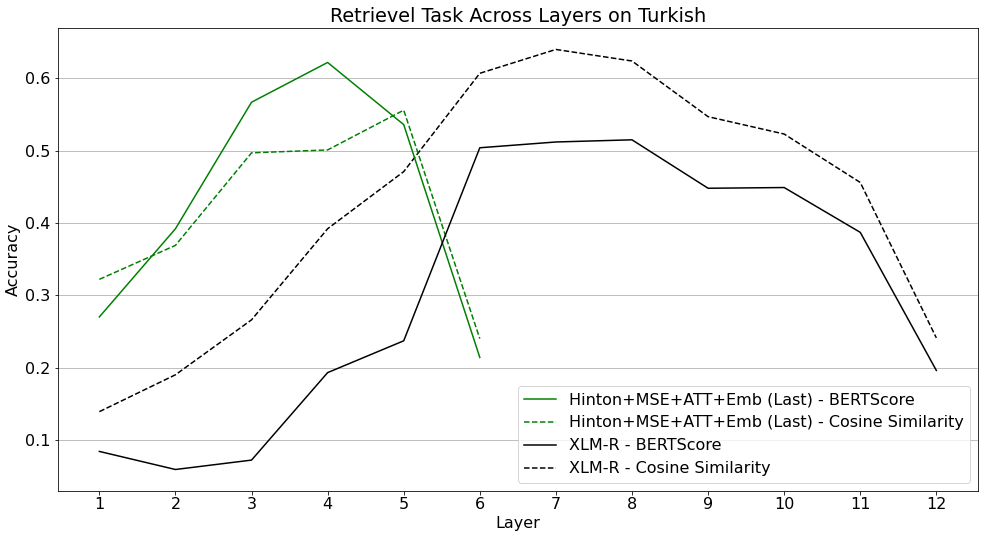 Retrievel Task Across Layers on Turkish
Accuracy
0.6
0.5
0.4
0.3
0.2
0.1
Hinton+MSE+ATT+Emb (Last) - BERTScore
Hinton+MSE+ATT+Emb (Last) - Cosine Similarity
XLM-R - BERTScore
XLM-R - Cosine Similarity
1 2 3 4 5 6 7 8 9 10 11 12
Layer